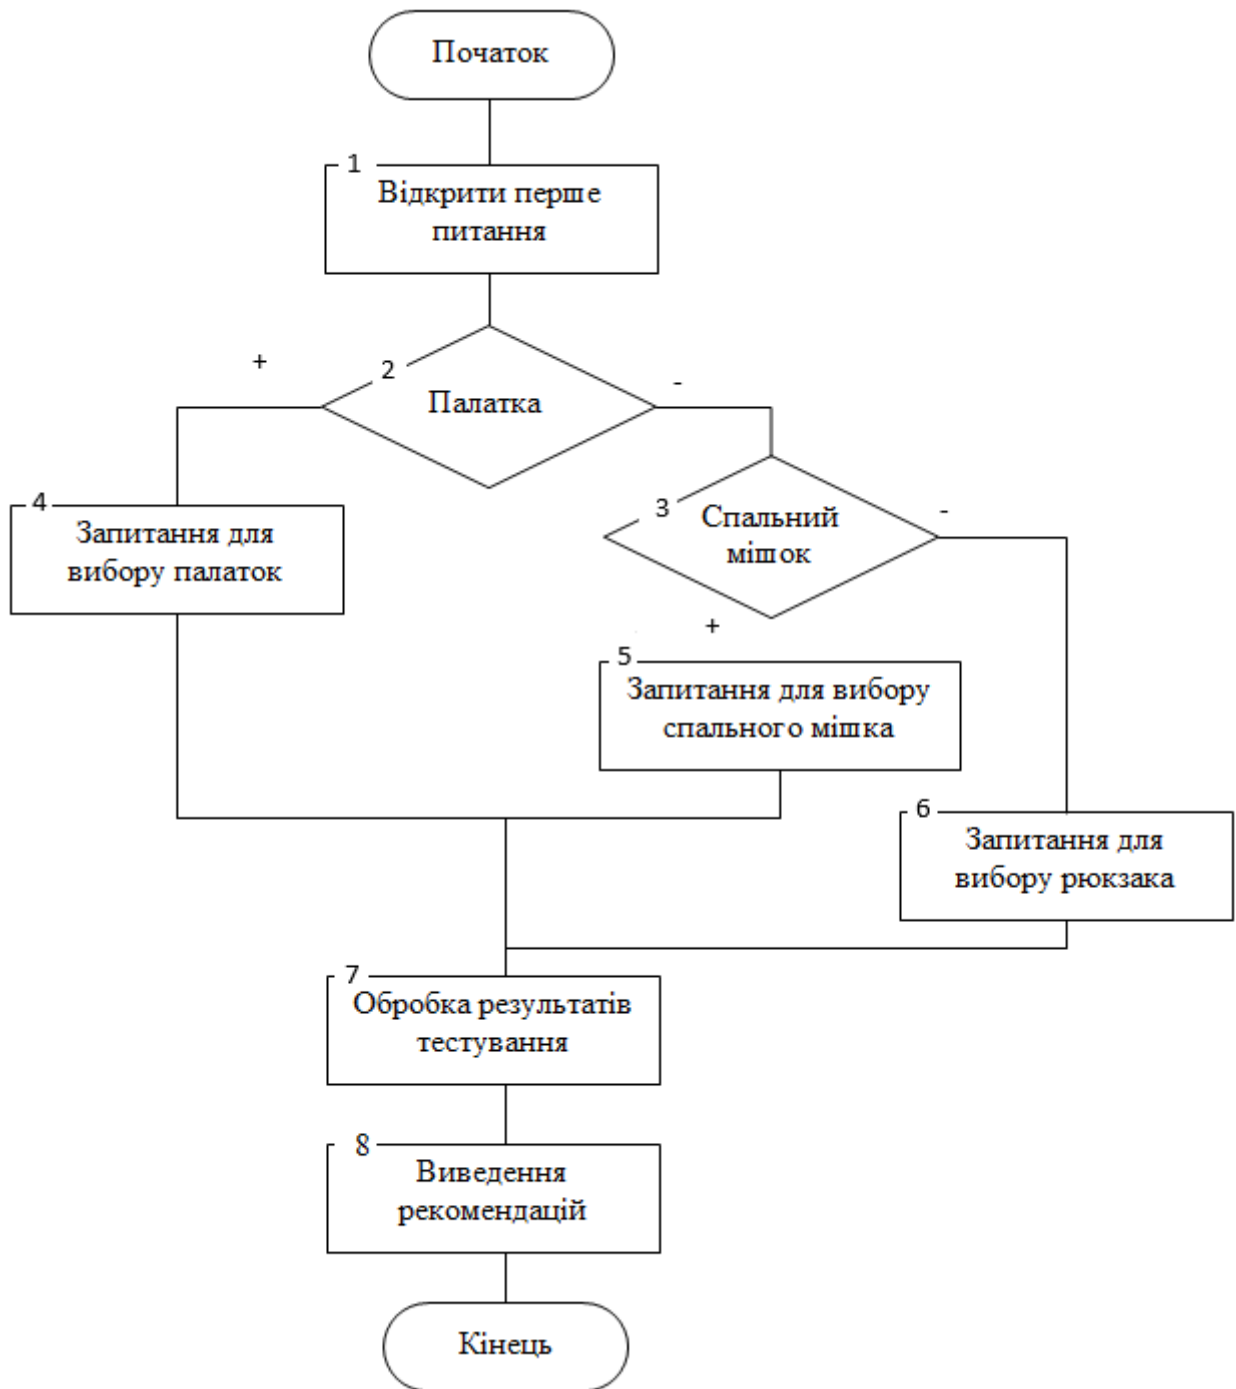 Початок
1
Відкрити перше
питання
+
2
Палатка
-
3
Спальний
мішок
-
+
4
Запитання для
вибору палаток
5
Запитання для вибору
спального мішка
6
Запитання для
вибору рюкзака
7
Обробка результатів
тестування
8
Виведення
рекомендацій
Кінець